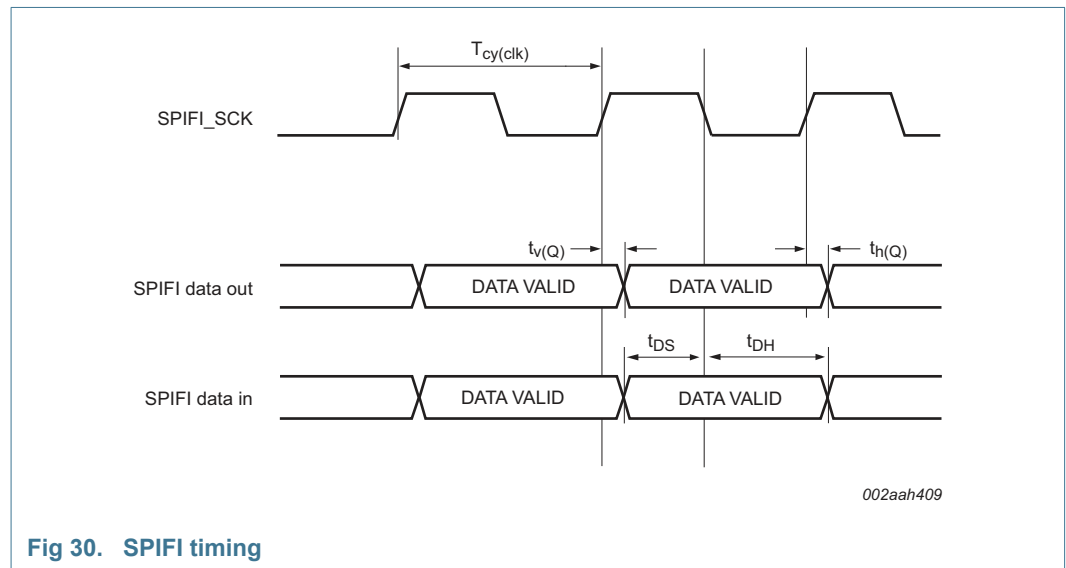 Tcy(clk)
SPIFI_SCK
tv(Q)
th(Q)
SPIFI data out
DATA VALID
DATA VALID
tDS
tDH
SPIFI data in
DATA VALID
DATA VALID
002aah409
Fig 30. SPIFI timing